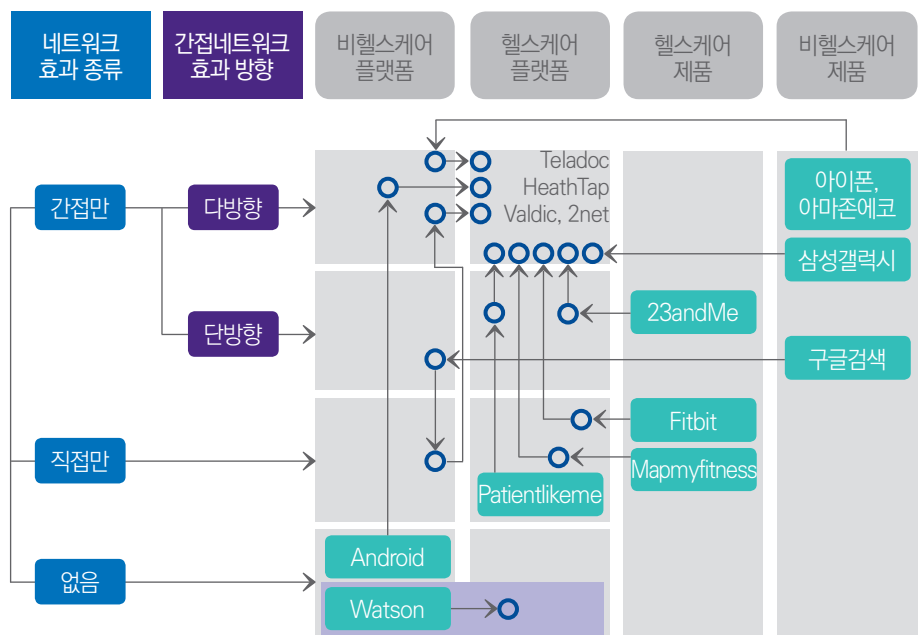 네트워크
효과 종류
간접네트워크
효과 방향
비헬스케어
플랫폼
헬스케어
플랫폼
헬스케어
제품
비헬스케어
제품
Teladoc
HeathTap
Valdic, 2net
아이폰,
아마존에코
간접만
다방향
삼성갤럭시
단방향
23andMe
구글검색
Fitbit
직접만
Mapmyfitness
Patientlikeme
Android
없음
Watson